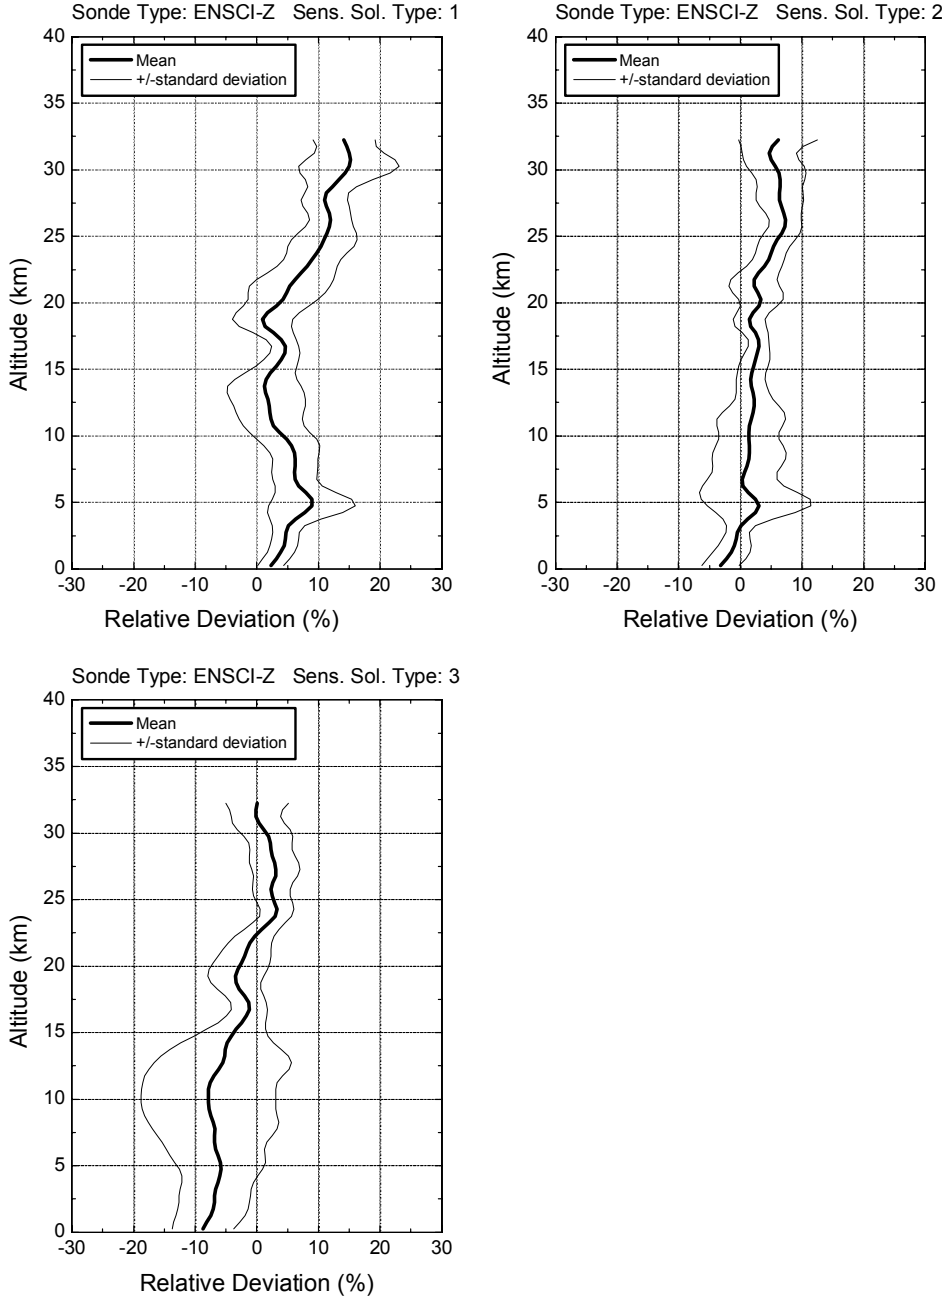 Sonde Type: ENSCI-Z Sens. Sol. Type: 1
40
35
30
25
20
15
10
5
0
Mean
+/-standard deviation
Altitude (km)
-30 -20 -10 0 10 20 30
Relative Deviation (%)
Sonde Type: ENSCI-Z Sens. Sol. Type: 2
40
35
30
25
20
15
10
5
0
Mean
+/-standard deviation
Altitude (km)
-30 -20 -10 0 10 20 30
Relative Deviation (%)
Sonde Type: ENSCI-Z Sens. Sol. Type: 3
40
35
30
25
20
15
10
5
0
Mean
+/-standard deviation
Altitude (km)
-30 -20 -10 0 10 20 30
Relative Deviation (%)